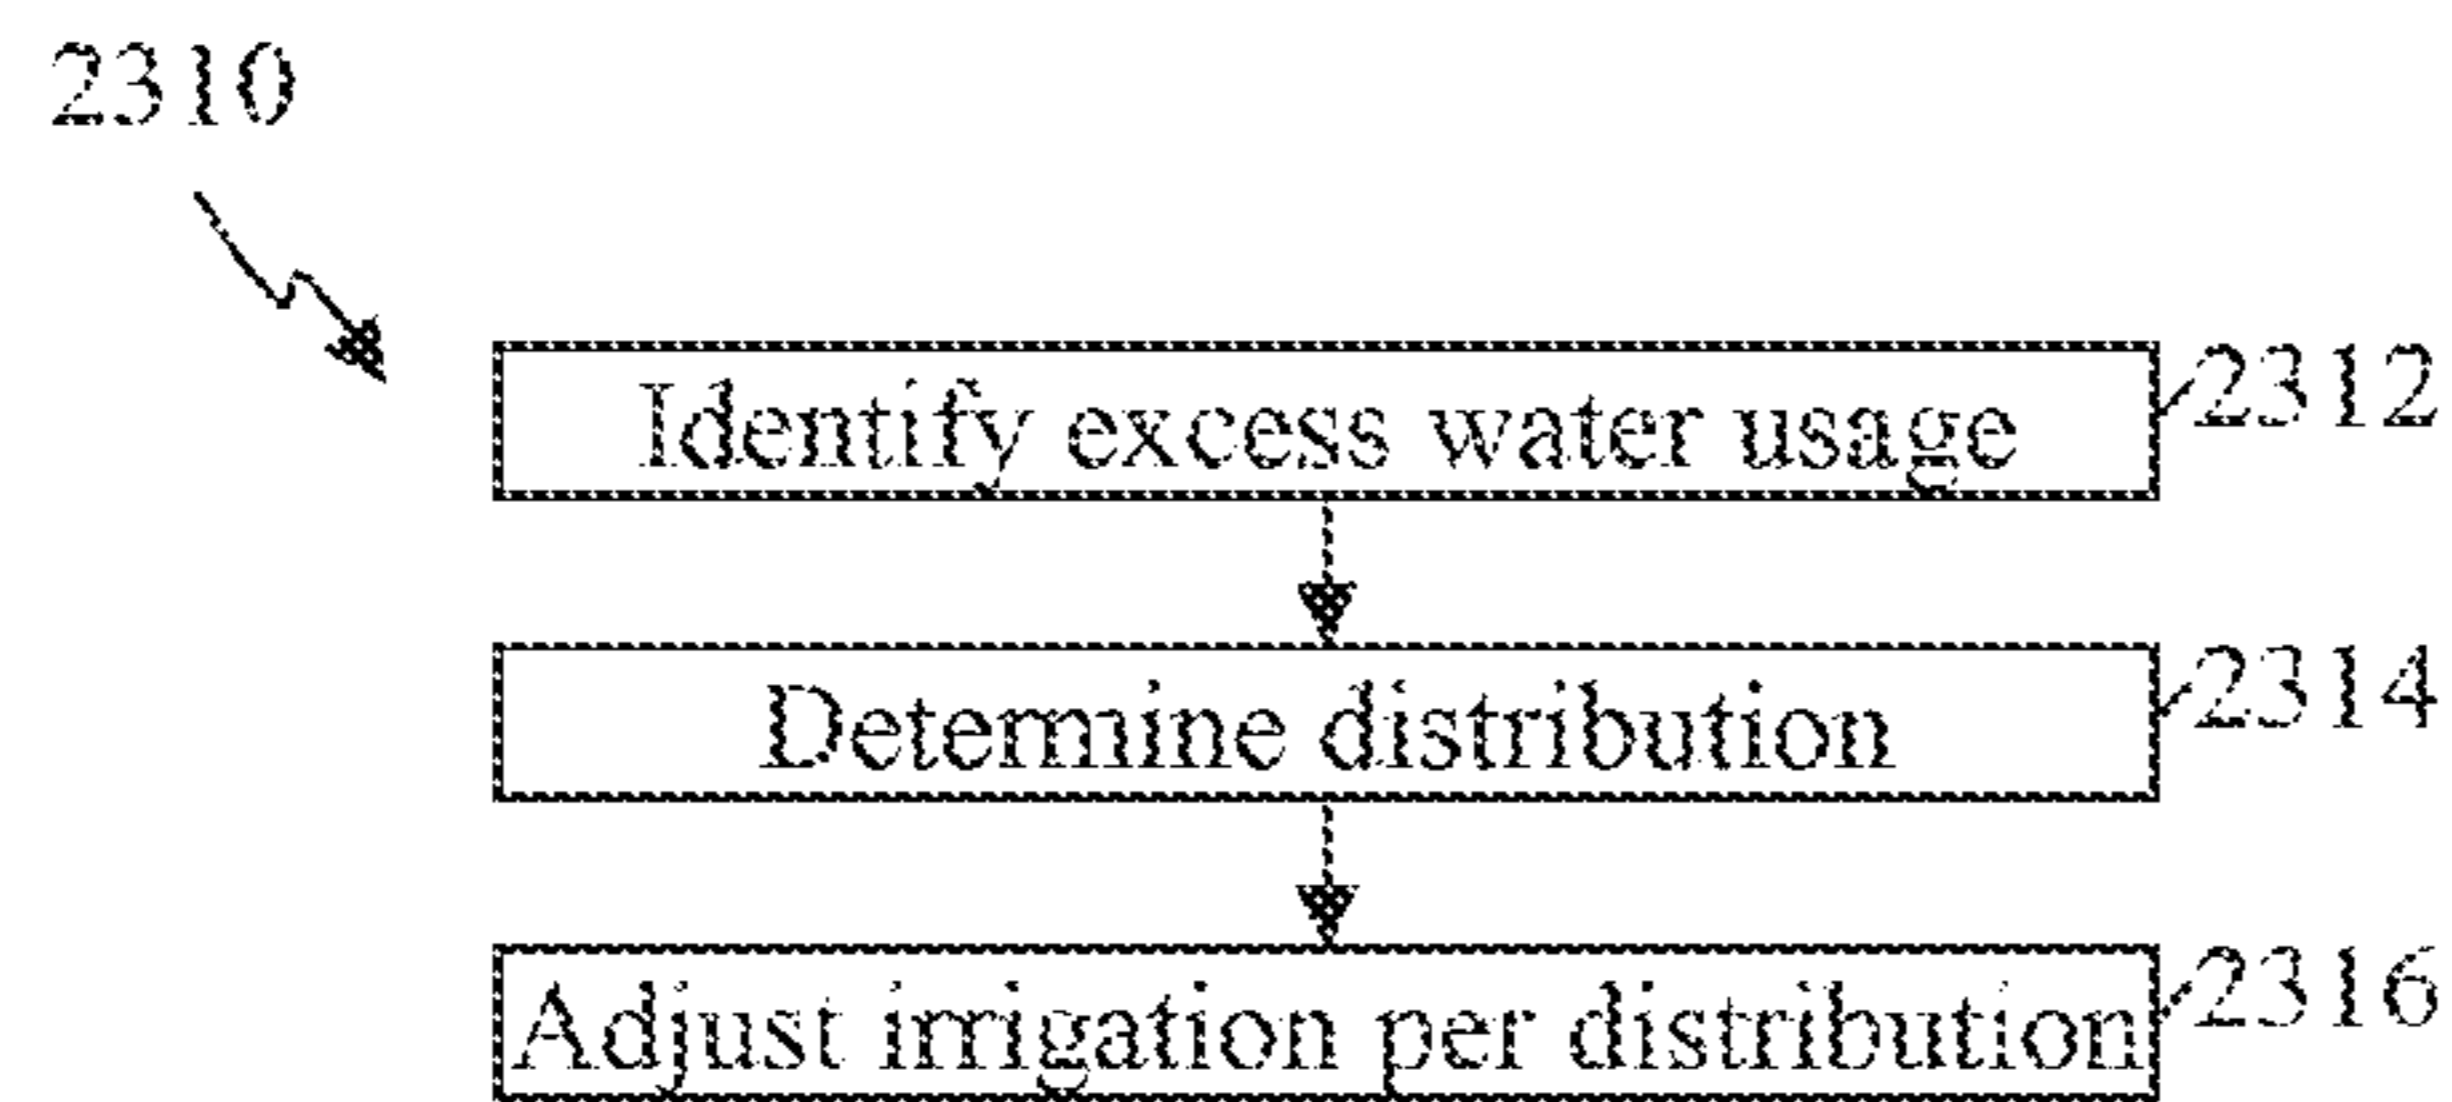 2310
Identify excess water usage
2312
Determine distribution
2314
Adjust irrigation per distribution
2316